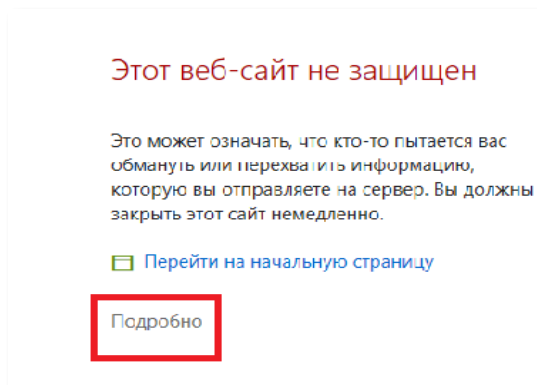 Этот веб-сайт не защищен
Это может означать, что кто-то пытается вас
обмануть или перехватить информацию,
которую вы отправляете на сервер. Вы должны
закрыть этот сайт немедленно.
Перейти на начальную страницу
Подробно